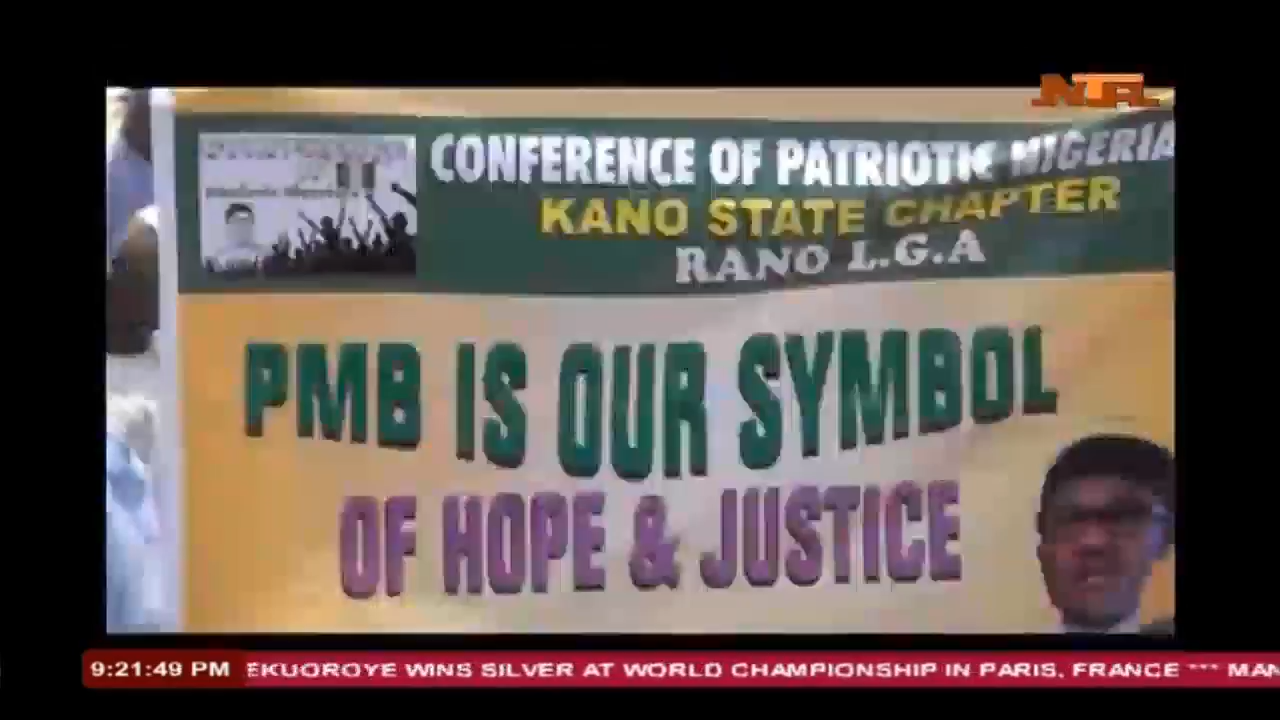 NTA
CONFERENCE OF PATRIOTIC NIGERIA
KANO STATE CHAPTER
RANO L.G.A
PMB IS OUR SYMBOL
OF HOPE & JUSTICE
9:21:49 PM EKUOROYE WINS SILVER AT WORLD CHAMPIONSHIP IN PARIS, FRANCE *** MAN